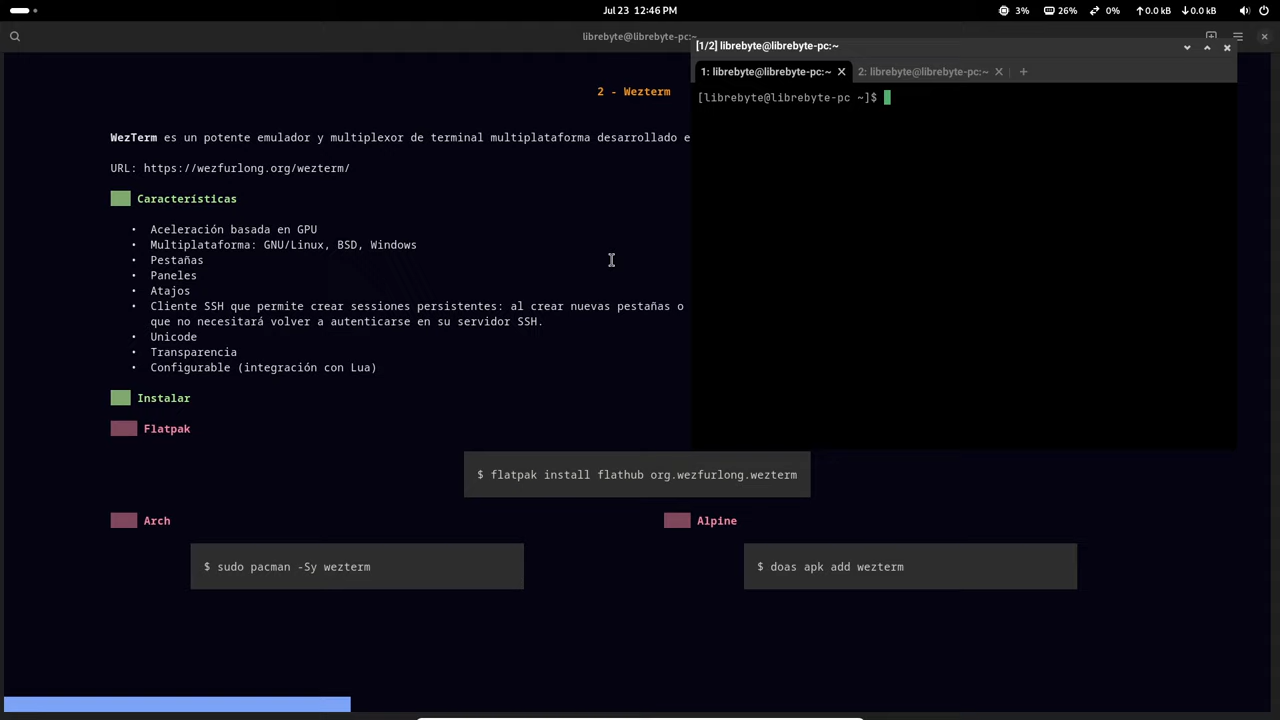 Jul 23 12:46 PM
3%
26%
0%
0.0 kB
0.0 kB
librebyte@librebyte-pc:~
[1/2] librebyte@librebyte-pc:~
1: librebyte@librebyte-pc:~
2: librebyte@librebyte-pc:~
[librebyte@librebyte-pc ~]$
2 - Wezterm
WezTerm es un potente emulador y multiplexor de terminal multiplataforma desarrollado e
URL: https://wezfurlong.org/wezterm/
Características
• Aceleración basada en GPU
• Multiplataforma: GNU/Linux, BSD, Windows
• Pestañas
• Paneles
• Atajos
• Cliente SSH que permite crear sesiones persistentes: al crear nuevas pestañas o
que no necesitará volver a autenticarse en su servidor SSH.
• Unicode
• Transparencia
• Configurable (integración con Lua)
Instalar
Flatpak
$ flatpak install flathub org.wezfurlong.wezterm
Arch
Alpine
$ sudo pacman -Sy wezterm
$ doas apk add wezterm